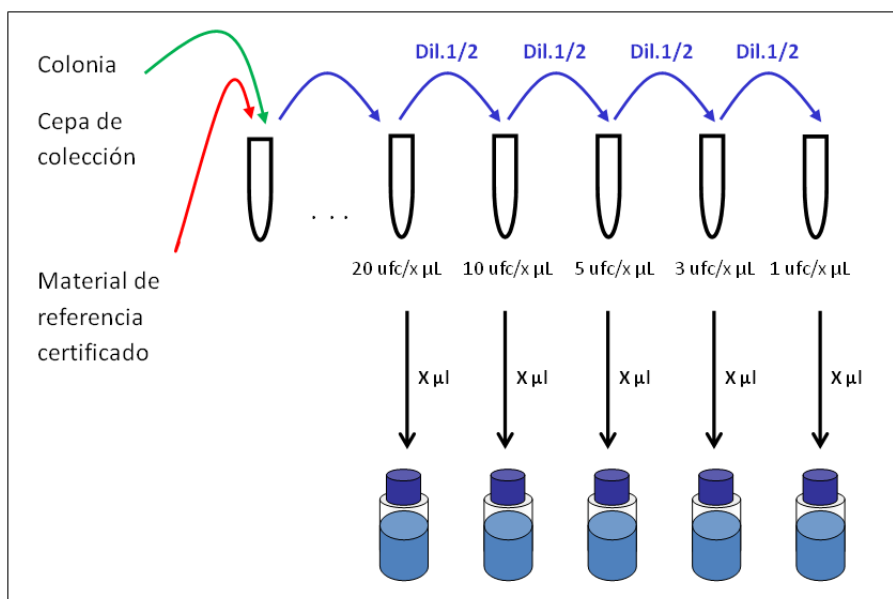 Colonia
Cepa de
colección
Material de
referencia
certificado
Dil.1/2 Dil.1/2 Dil.1/2 Dil.1/2
. . .
20 ufc/x µL 10 ufc/x µL 5 ufc/x µL 3 ufc/x µL 1 ufc/x µL
X µl X µl X µl X µl X µl